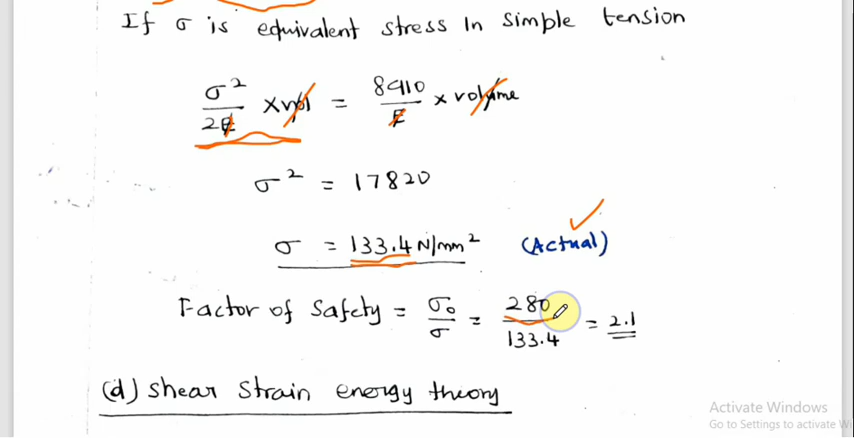 If σ is equivalent stress in simple tension
σ²/2E × vol = 8910/E × volume
σ² = 17820
σ = 133.4 N/mm² (Actual)
Factor of Safety = σ₀/σ = 280/133.4 = 2.1
(d) Shear Strain energy theory
Activate Windows
Go to Settings to activate W